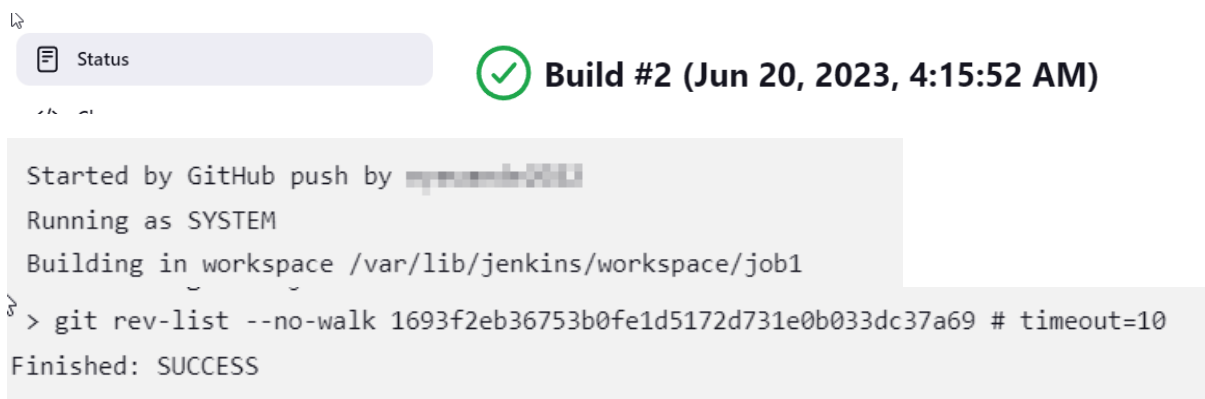 Status
Build #2 (Jun 20, 2023, 4:15:52 AM)
Started by GitHub push by
Running as SYSTEM
Building in workspace /var/lib/jenkins/workspace/job1
> git rev-list --no-walk 1693f2eb36753b0fe1d5172d731e0b033dc37a69 # timeout=10
Finished: SUCCESS